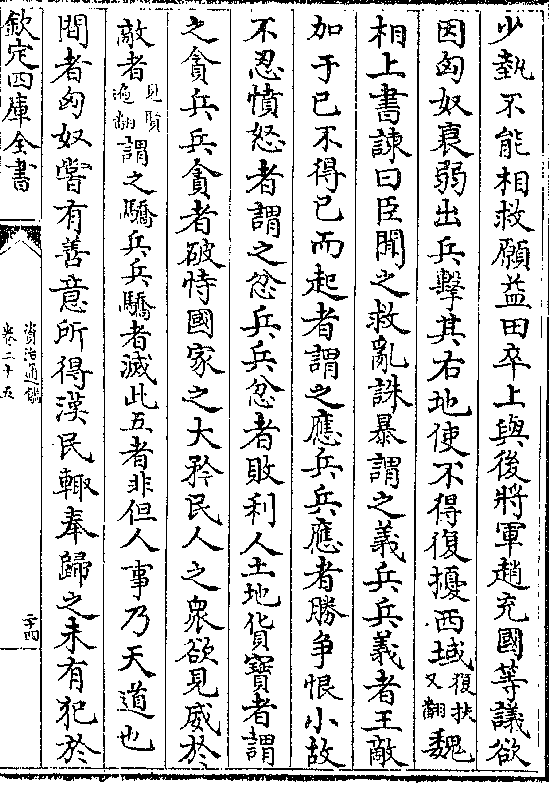 少埶不能相救願益田卒上與後將軍趙充國等議欲
因匈奴衰弱出兵擊其右地使不得復擾西域復扶又翻魏
相上書諫曰臣聞之救亂誅暴謂之義兵兵義者王敵
加于已不得已而起者謂之應兵兵應者勝争恨小故
不忍憤怒者謂之忿兵兵忿者敗利人土地貨寳者謂
之貪兵兵貪者破恃國家之大矜民人之衆欲見威於
敵者見賢遍翻謂之驕兵兵驕者滅此五者非但人事乃天道也
間者匈奴嘗有善意所得漢民輒奉歸之未有犯於
欽定四庫全書
資治通鑑
卷二十五
二十四